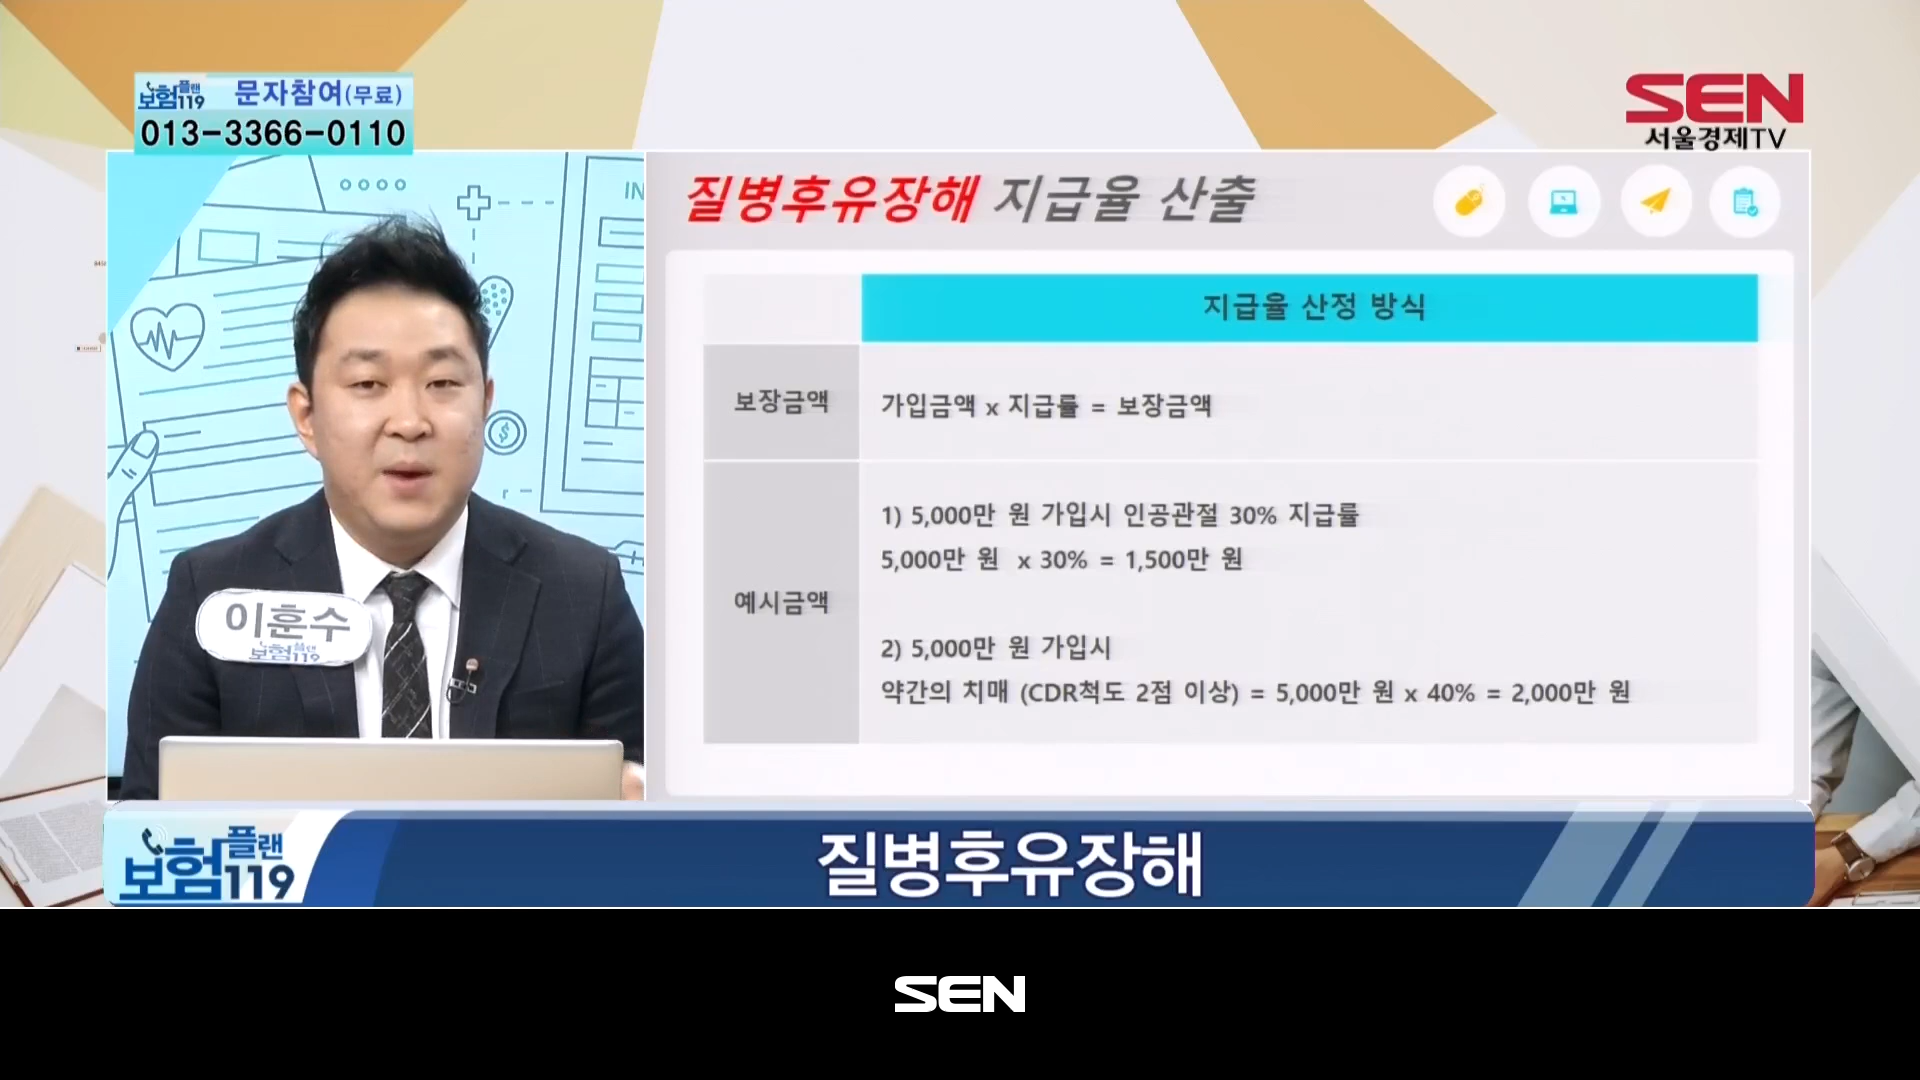 보험플랜119 문자참여(무료)
013-3366-0110
SEN
서울경제TV
질병후유장해 지급율 산출
지급율 산정 방식
보장금액
가입금액 x 지급률 = 보장금액
예시금액
1) 5,000만 원 가입시 인공관절 30% 지급률
5,000만 원 x 30% = 1,500만 원
2) 5,000만 원 가입시
약간의 치매 (CDR척도 2점 이상) = 5,000만 원 x 40% = 2,000만 원
IN
이훈수
보험플랜119
보험플랜119
질병후유장해
SEN